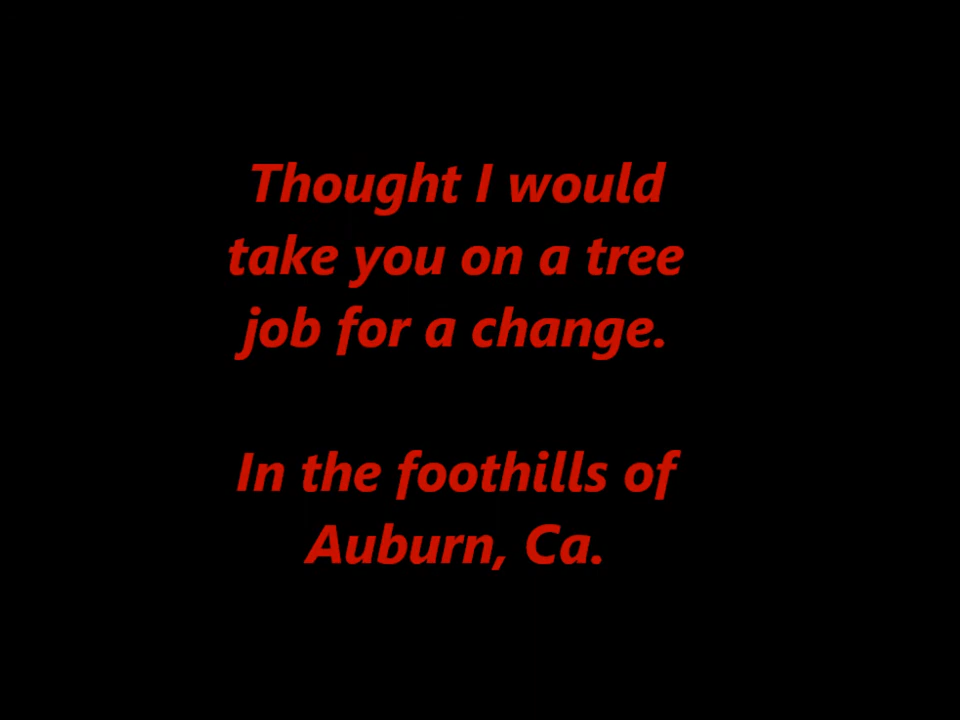 Thought I would
take you on a tree
job for a change.
In the foothills of
Auburn, Ca.